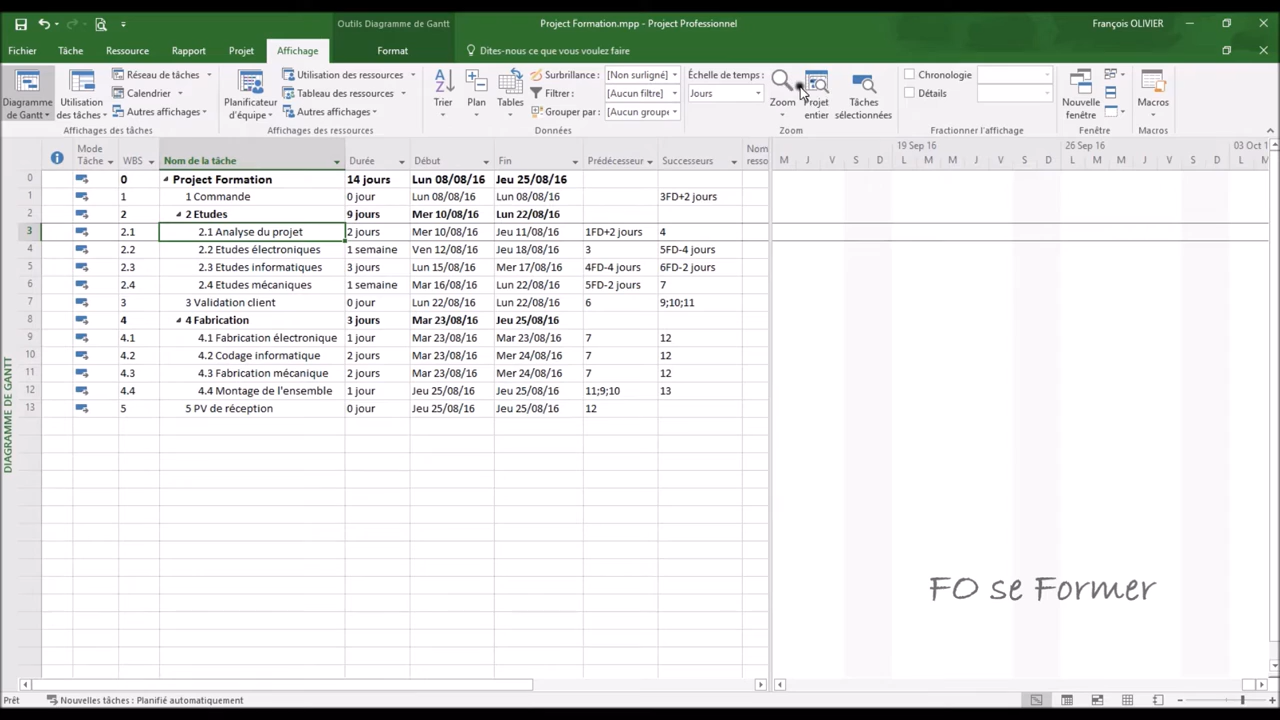 Outils Diagramme de Gantt
Project Formation.mpp - Project Professionnel
François OLIVIER
Fichier Tâche Ressource Rapport Projet Affichage Format Dites-nous ce que vous voulez faire
Diagramme de Gantt
Utilisation des tâches
Réseau de tâches
Calendrier
Autres affichages
Affichages des tâches
Planificateur d'équipe
Utilisation des ressources
Tableau des ressources
Autres affichages
Affichages des ressources
Trier
Plan
Tables
Surbrillance: [Non surligné]
Filtrer: [Aucun filtre]
Grouper par: [Aucun groupe
Données
Échelle de temps:
Jours
Zoom
Projet entier
Tâches sélectionnées
Zoom
Chronologie
Détails
Fractionner l'affichage
Nouvelle fenêtre
Fenêtre
Macros
Macros
Mode Tâche WBS Nom de la tâche Durée Début Fin Prédécesseur Successeurs Nom resso
19 Sep 16 26 Sep 16 03 Oct 1
M J V S D L M M J V S D L M M J V S D L
0 0 Project Formation 14 jours Lun 08/08/16 Jeu 25/08/16
1 1 1 Commande 0 jour Lun 08/08/16 Lun 08/08/16 3FD+2 jours
2 2 2 Etudes 9 jours Mer 10/08/16 Lun 22/08/16
3 2.1 2.1 Analyse du projet 2 jours Mer 10/08/16 Jeu 11/08/16 1FD+2 jours 4
4 2.2 2.2 Etudes électroniques 1 semaine Ven 12/08/16 Jeu 18/08/16 3 5FD-4 jours
5 2.3 2.3 Etudes informatiques 3 jours Lun 15/08/16 Mer 17/08/16 4FD-4 jours 6FD-2 jours
6 2.4 2.4 Etudes mécaniques 1 semaine Mar 16/08/16 Lun 22/08/16 5FD-2 jours 7
7 3 3 Validation client 0 jour Lun 22/08/16 Lun 22/08/16 6 9;10;11
8 4 4 Fabrication 3 jours Mar 23/08/16 Jeu 25/08/16
9 4.1 4.1 Fabrication électronique 1 jour Mar 23/08/16 Mar 23/08/16 7 12
10 4.2 4.2 Codage informatique 2 jours Mar 23/08/16 Mer 24/08/16 7 12
11 4.3 4.3 Fabrication mécanique 2 jours Mar 23/08/16 Mer 24/08/16 7 12
12 4.4 4.4 Montage de l'ensemble 1 jour Jeu 25/08/16 Jeu 25/08/16 11;9;10 13
13 5 5 PV de réception 0 jour Jeu 25/08/16 Jeu 25/08/16 12
DIAGRAMME DE GANTT
FO se Former
Prêt Nouvelles tâches : Planifié automatiquement